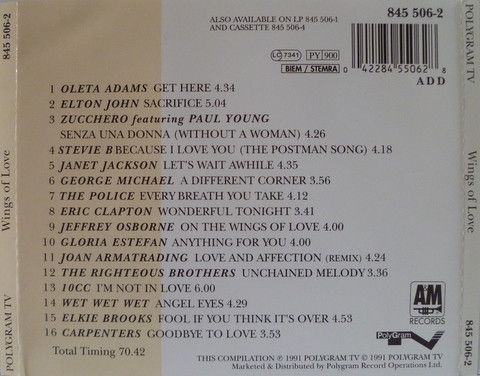 ALSO AVAILABLE ON LP 845 506-1
AND CASSETTE 845 506-4
845 506-2
LC 7341
PY 900
BIEM / STEMRA
0 42284 55062 8
ADD
1 OLETA ADAMS GET HERE 4.34
2 ELTON JOHN SACRIFICE 5.04
3 ZUCCHERO featuring PAUL YOUNG
SENZA UNA DONNA (WITHOUT A WOMAN) 4.26
4 STEVIE B BECAUSE I LOVE YOU (THE POSTMAN SONG) 4.18
5 JANET JACKSON LET'S WAIT AWHILE 4.35
6 GEORGE MICHAEL A DIFFERENT CORNER 3.56
7 THE POLICE EVERY BREATH YOU TAKE 4.12
8 ERIC CLAPTON WONDERFUL TONIGHT 3.41
9 JEFFREY OSBORNE ON THE WINGS OF LOVE 4.00
10 GLORIA ESTEFAN ANYTHING FOR YOU 4.00
11 JOAN ARMATRADING LOVE AND AFFECTION (REMIX) 4.24
12 THE RIGHTEOUS BROTHERS UNCHAINED MELODY 3.36
13 10CC I'M NOT IN LOVE 6.00
14 WET WET WET ANGEL EYES 4.29
15 ELKIE BROOKS FOOL IF YOU THINK IT'S OVER 4.53
16 CARPENTERS GOODBYE TO LOVE 3.53
Total Timing 70.42
AM
RECORDS
PolyGram
THIS COMPILATION ℗ 1991 POLYGRAM TV © 1991 POLYGRAM TV
Marketed & Distributed by Polygram Record Operations Ltd.
845 506-2
Wings of Love
POLYGRAM TV
POLYGRAM TV
Wings of Love
845 506-2